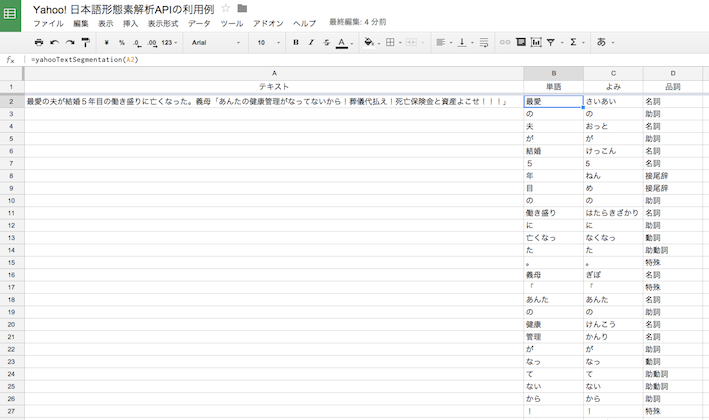 Yahoo! 日本語形態素解析APIの利用例
ファイル 編集 表示 挿入 表示形式 データ ツール アドオン ヘルプ 最終編集: 4 分前
¥ % .0 .00 123 Arial 10 B I S A Σ あ
fx =yahooTextSegmentation(A2)
A B C D
1 テキスト 単語 よみ 品詞
2 最愛の夫が結婚５年目の働き盛りに亡くなった。義母「あんたの健康管理がなってないから！葬儀代払え！死亡保険金と資産よこせ！！！」 最愛 さいあい 名詞
3 の の 助詞
4 夫 おっと 名詞
5 が が 助詞
6 結婚 けっこん 名詞
7 ５ 5 名詞
8 年 ねん 接尾辞
9 目 め 接尾辞
10 の の 助詞
11 働き盛り はたらきざかり 名詞
12 に に 助詞
13 亡くなっ なくなっ 動詞
14 た た 助動詞
15 。 。 特殊
16 義母 ぎぼ 名詞
17 「 「 特殊
18 あんた あんた 名詞
19 の の 助詞
20 健康 けんこう 名詞
21 管理 かんり 名詞
22 が が 助詞
23 なっ なっ 動詞
24 て て 助動詞
25 ない ない 助動詞
26 から から 助詞
27 ！ ！ 特殊